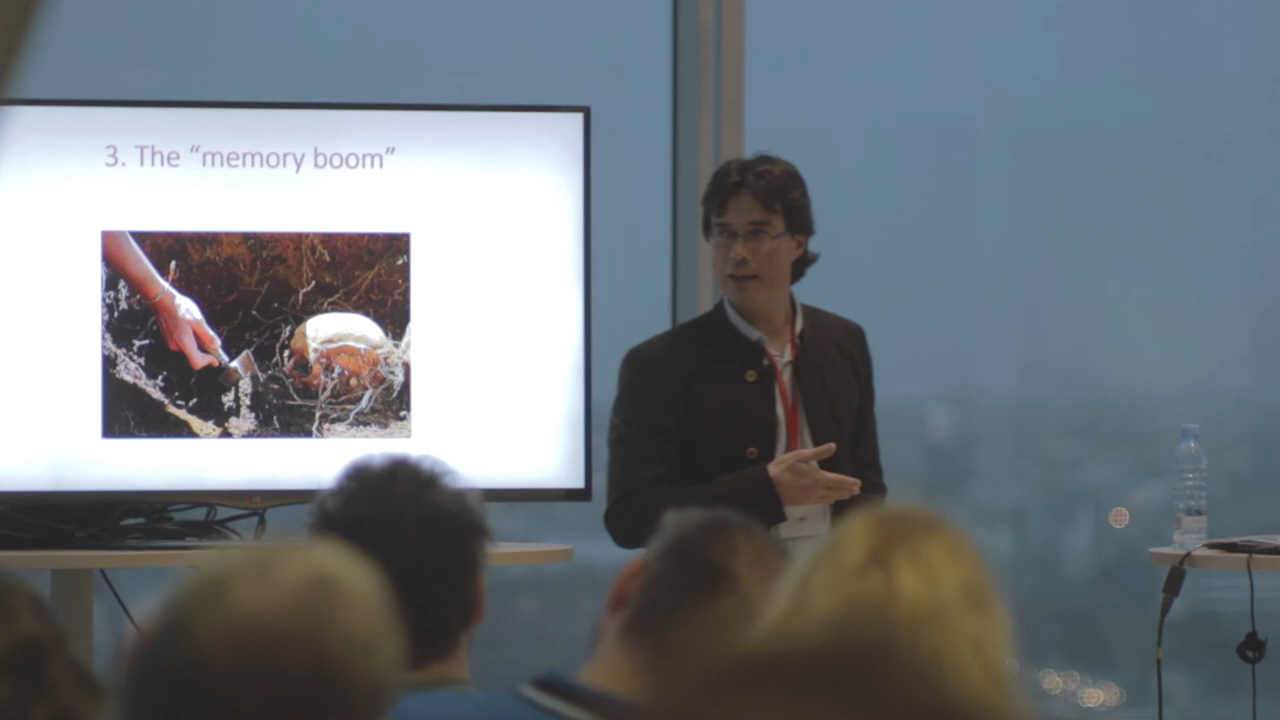 3. The “memory boom”